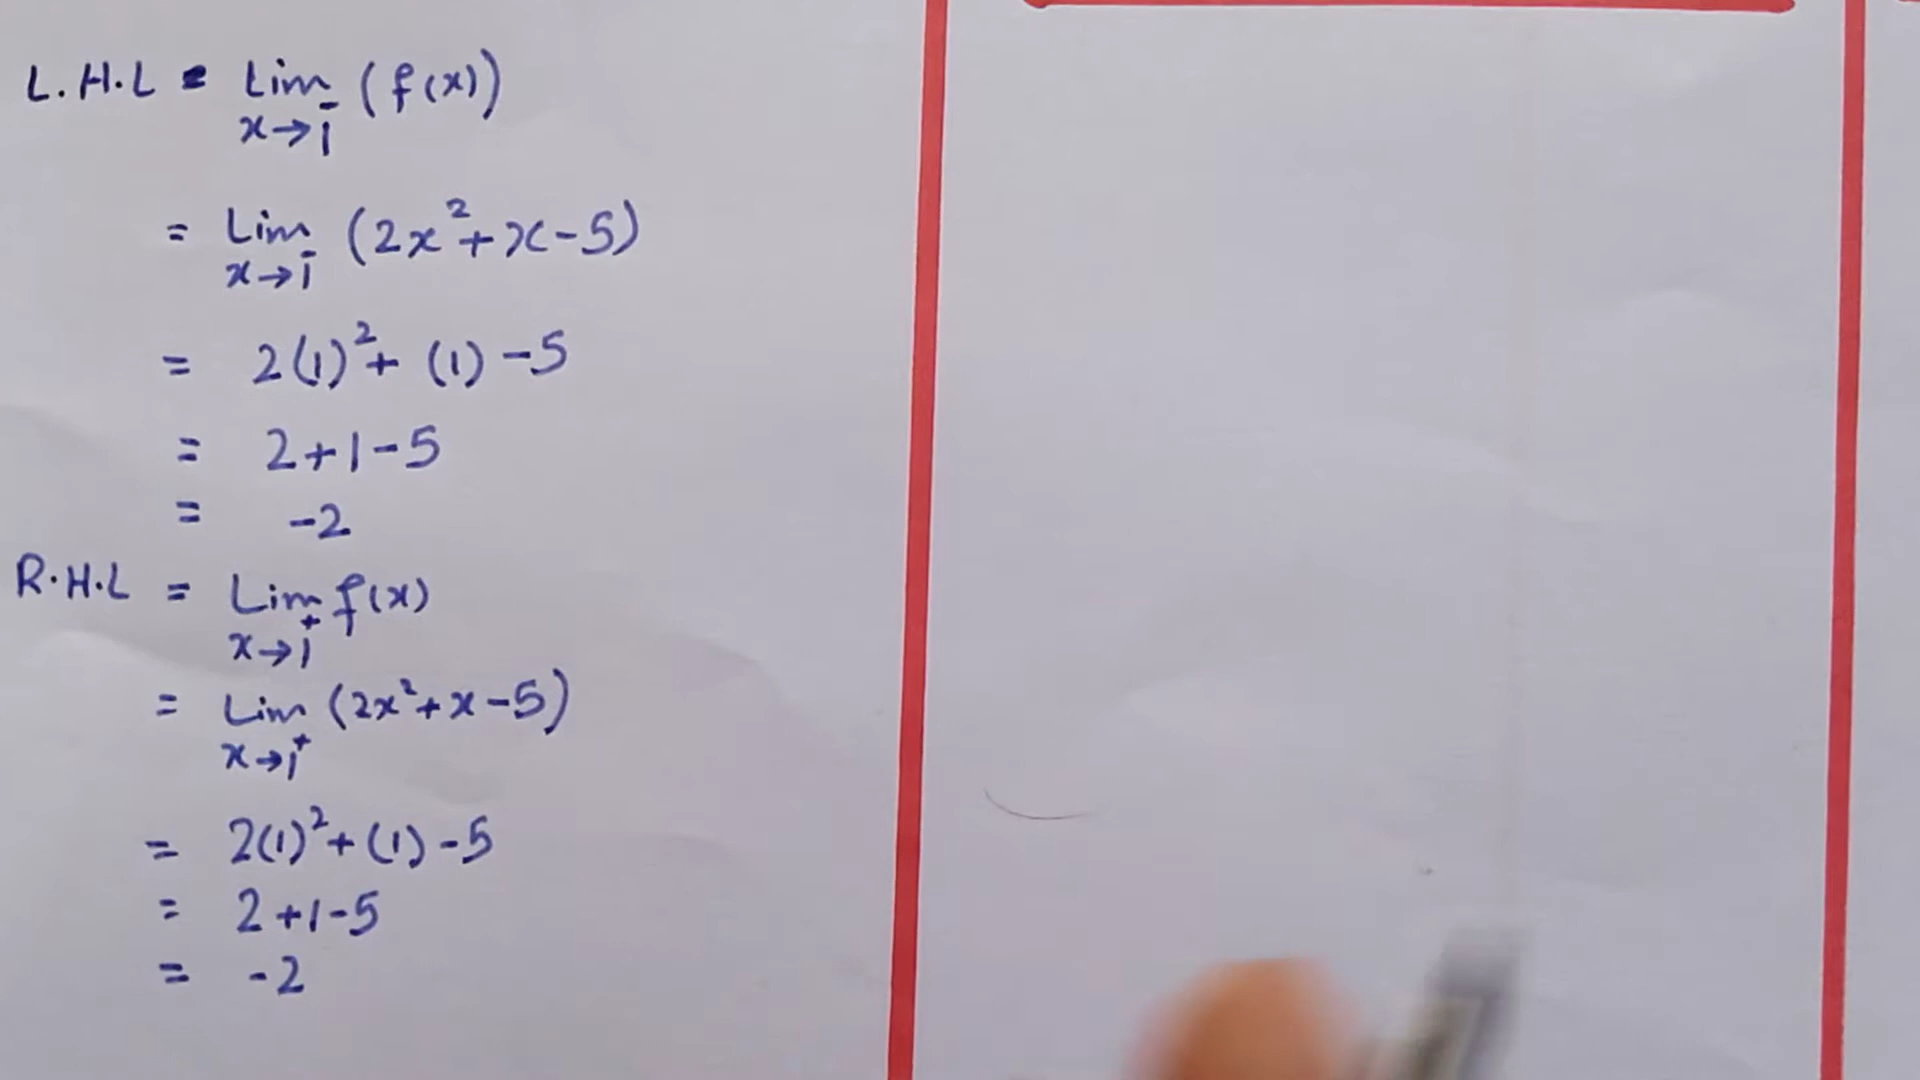 L.H.L = Lim (f(x))
x→1⁻
= Lim (2x²+x-5)
x→1⁻
= 2(1)²+ (1) -5
= 2+1-5
= -2
R.H.L = Lim f(x)
x→1⁺
= Lim (2x²+x-5)
x→1⁺
= 2(1)²+(1)-5
= 2+1-5
= -2